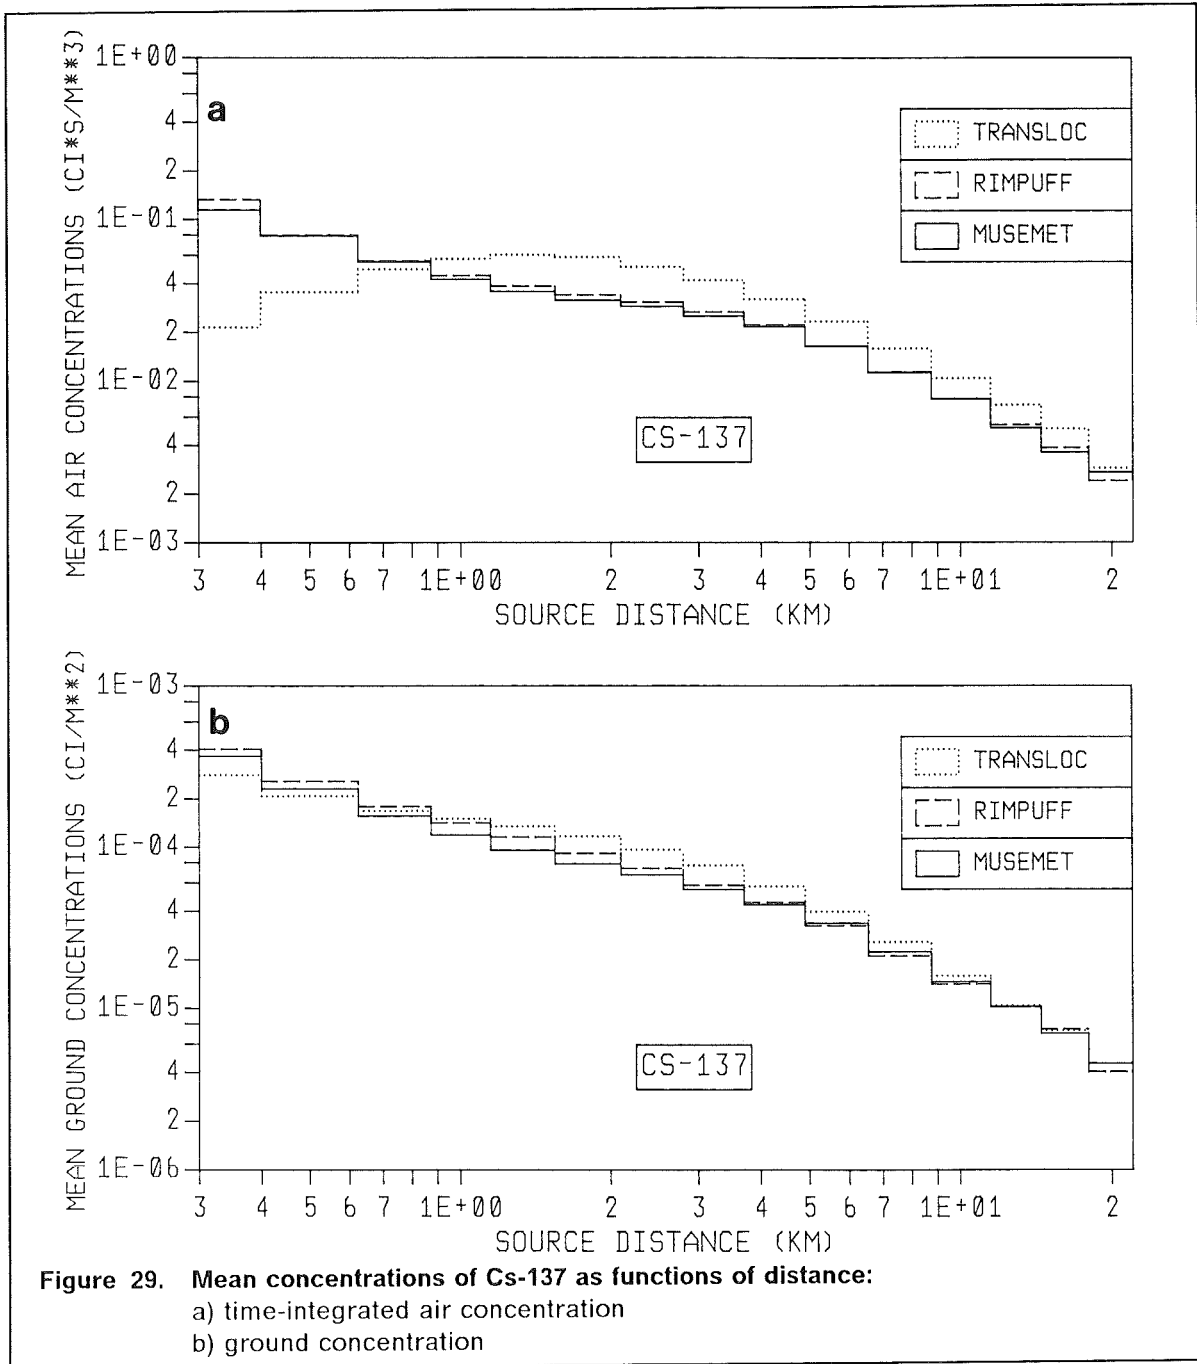 MEAN AIR CONCENTRATIONS (CI*S/M**3)
1E+00
4
2
1E-01
4
2
1E-02
4
2
1E-03
a
TRANSLOC
RIMPUFF
MUSEMET
CS-137
3 4 5 6 7 1E+00 2 3 4 5 6 7 1E+01 2
SOURCE DISTANCE (KM)
MEAN GROUND CONCENTRATIONS (CI/M**2)
1E-03
4
2
1E-04
4
2
1E-05
4
2
1E-06
b
TRANSLOC
RIMPUFF
MUSEMET
CS-137
3 4 5 6 7 1E+00 2 3 4 5 6 7 1E+01 2
SOURCE DISTANCE (KM)
Figure 29. Mean concentrations of Cs-137 as functions of distance:
a) time-integrated air concentration
b) ground concentration